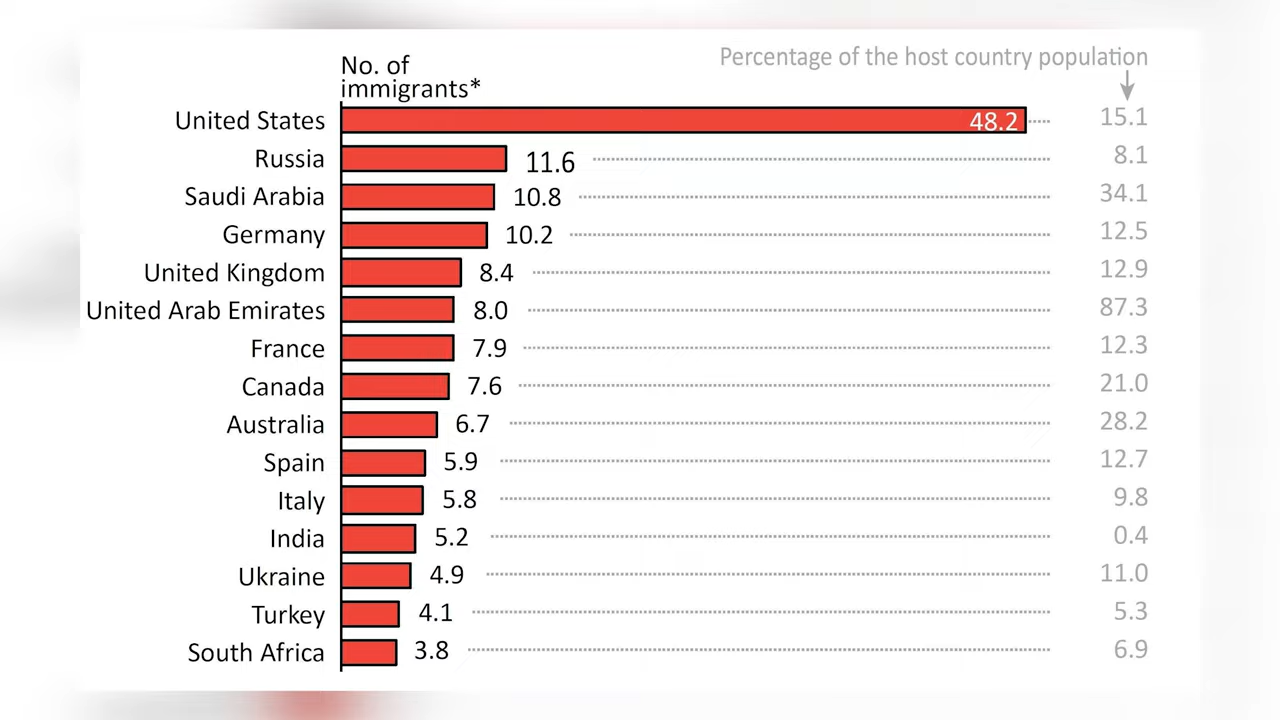 No. of
immigrants*
Percentage of the host country population
United States 48.2 15.1
Russia 11.6 8.1
Saudi Arabia 10.8 34.1
Germany 10.2 12.5
United Kingdom 8.4 12.9
United Arab Emirates 8.0 87.3
France 7.9 12.3
Canada 7.6 21.0
Australia 6.7 28.2
Spain 5.9 12.7
Italy 5.8 9.8
India 5.2 0.4
Ukraine 4.9 11.0
Turkey 4.1 5.3
South Africa 3.8 6.9